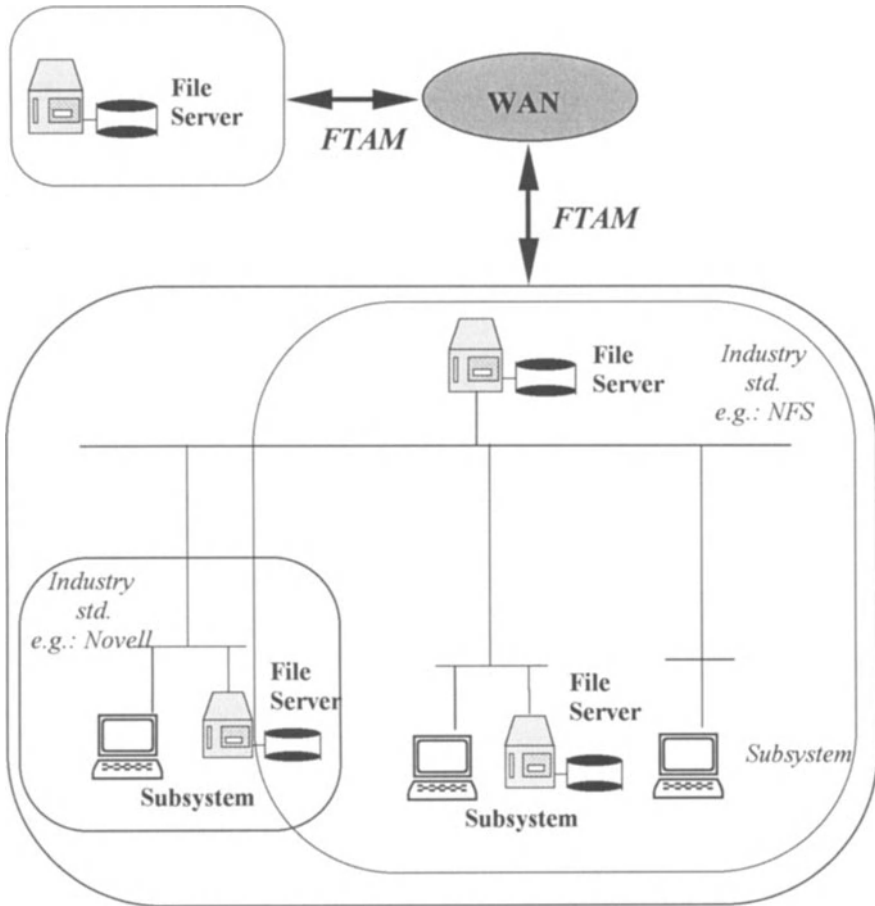 File
Server
FTAM
WAN
FTAM
File
Server
Industry
std.
e.g.: NFS
Industry
std.
e.g.: Novell
File
Server
Subsystem
File
Server
Subsystem
Subsystem